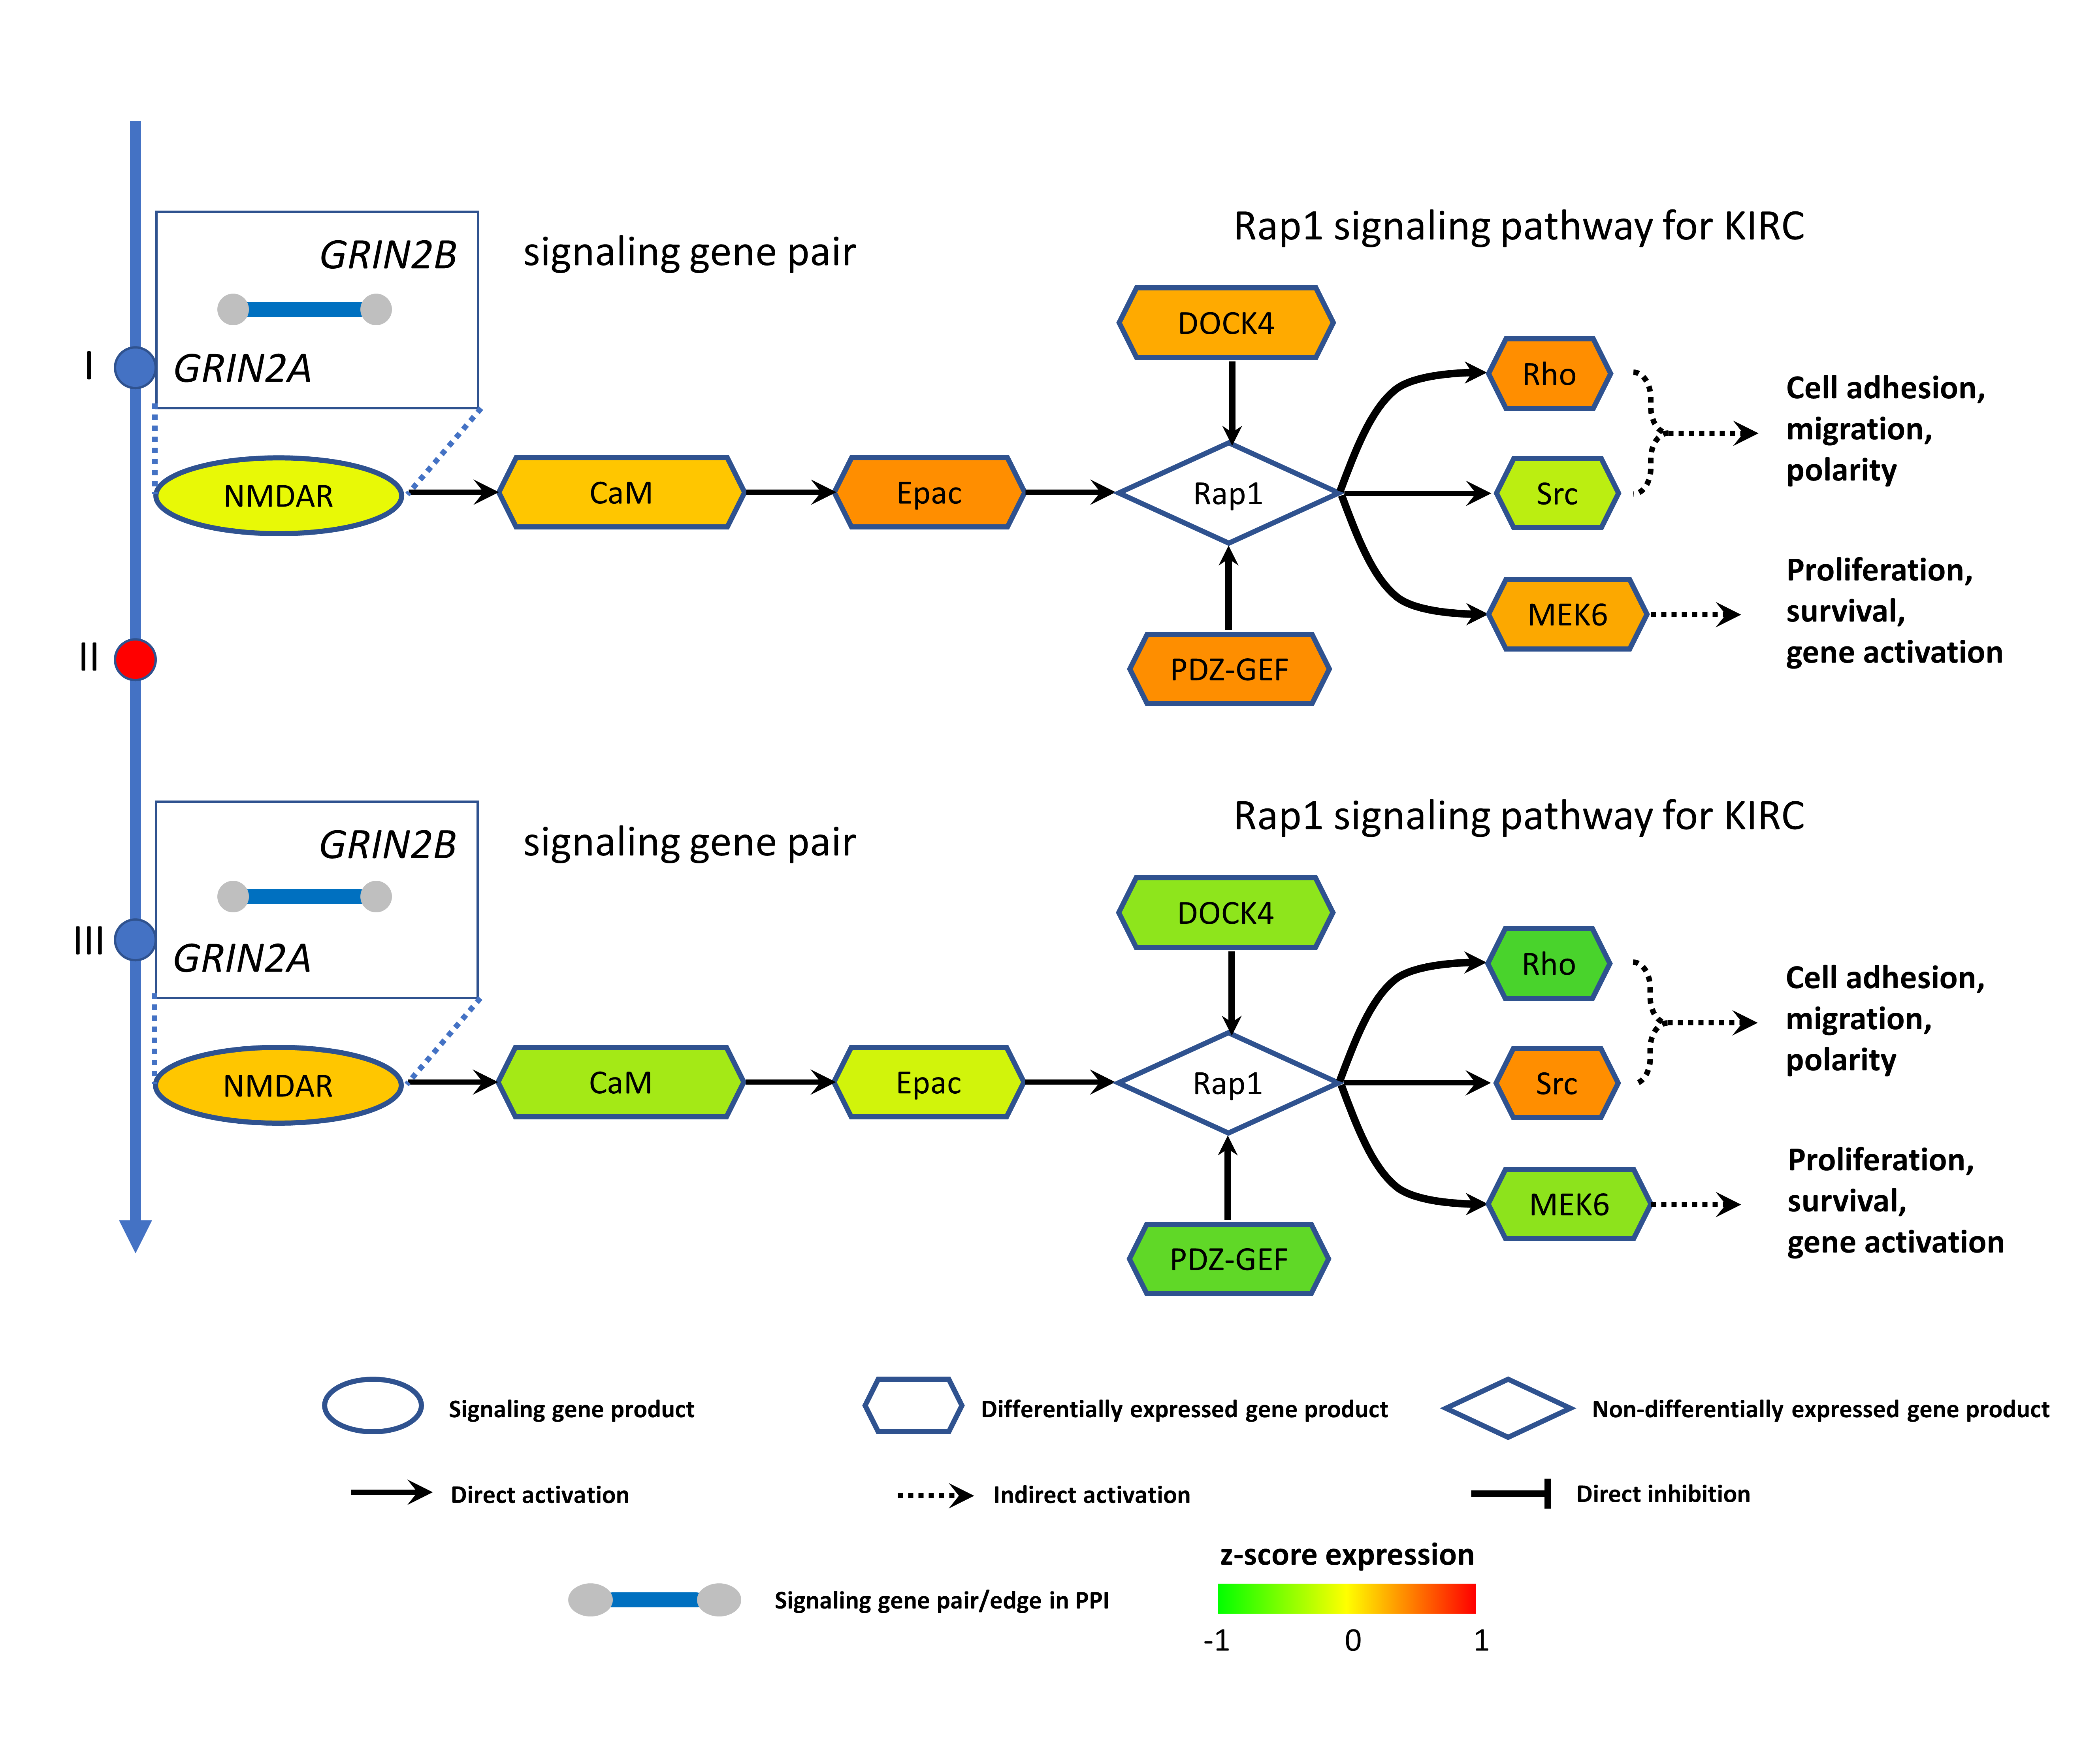 Rap1 signaling pathway for KIRC
GRIN2B
signaling gene pair
I
GRIN2A
DOCK4
Rho
Cell adhesion,
migration,
polarity
NMDAR
CaM
Epac
Rap1
Src
Proliferation,
survival,
gene activation
MEK6
II
PDZ-GEF
Rap1 signaling pathway for KIRC
GRIN2B
signaling gene pair
III
GRIN2A
DOCK4
Rho
Cell adhesion,
migration,
polarity
NMDAR
CaM
Epac
Rap1
Src
Proliferation,
survival,
gene activation
MEK6
PDZ-GEF
Signaling gene product
Differentially expressed gene product
Non-differentially expressed gene product
Direct activation
Indirect activation
Direct inhibition
z-score expression
Signaling gene pair/edge in PPI
-1 0 1